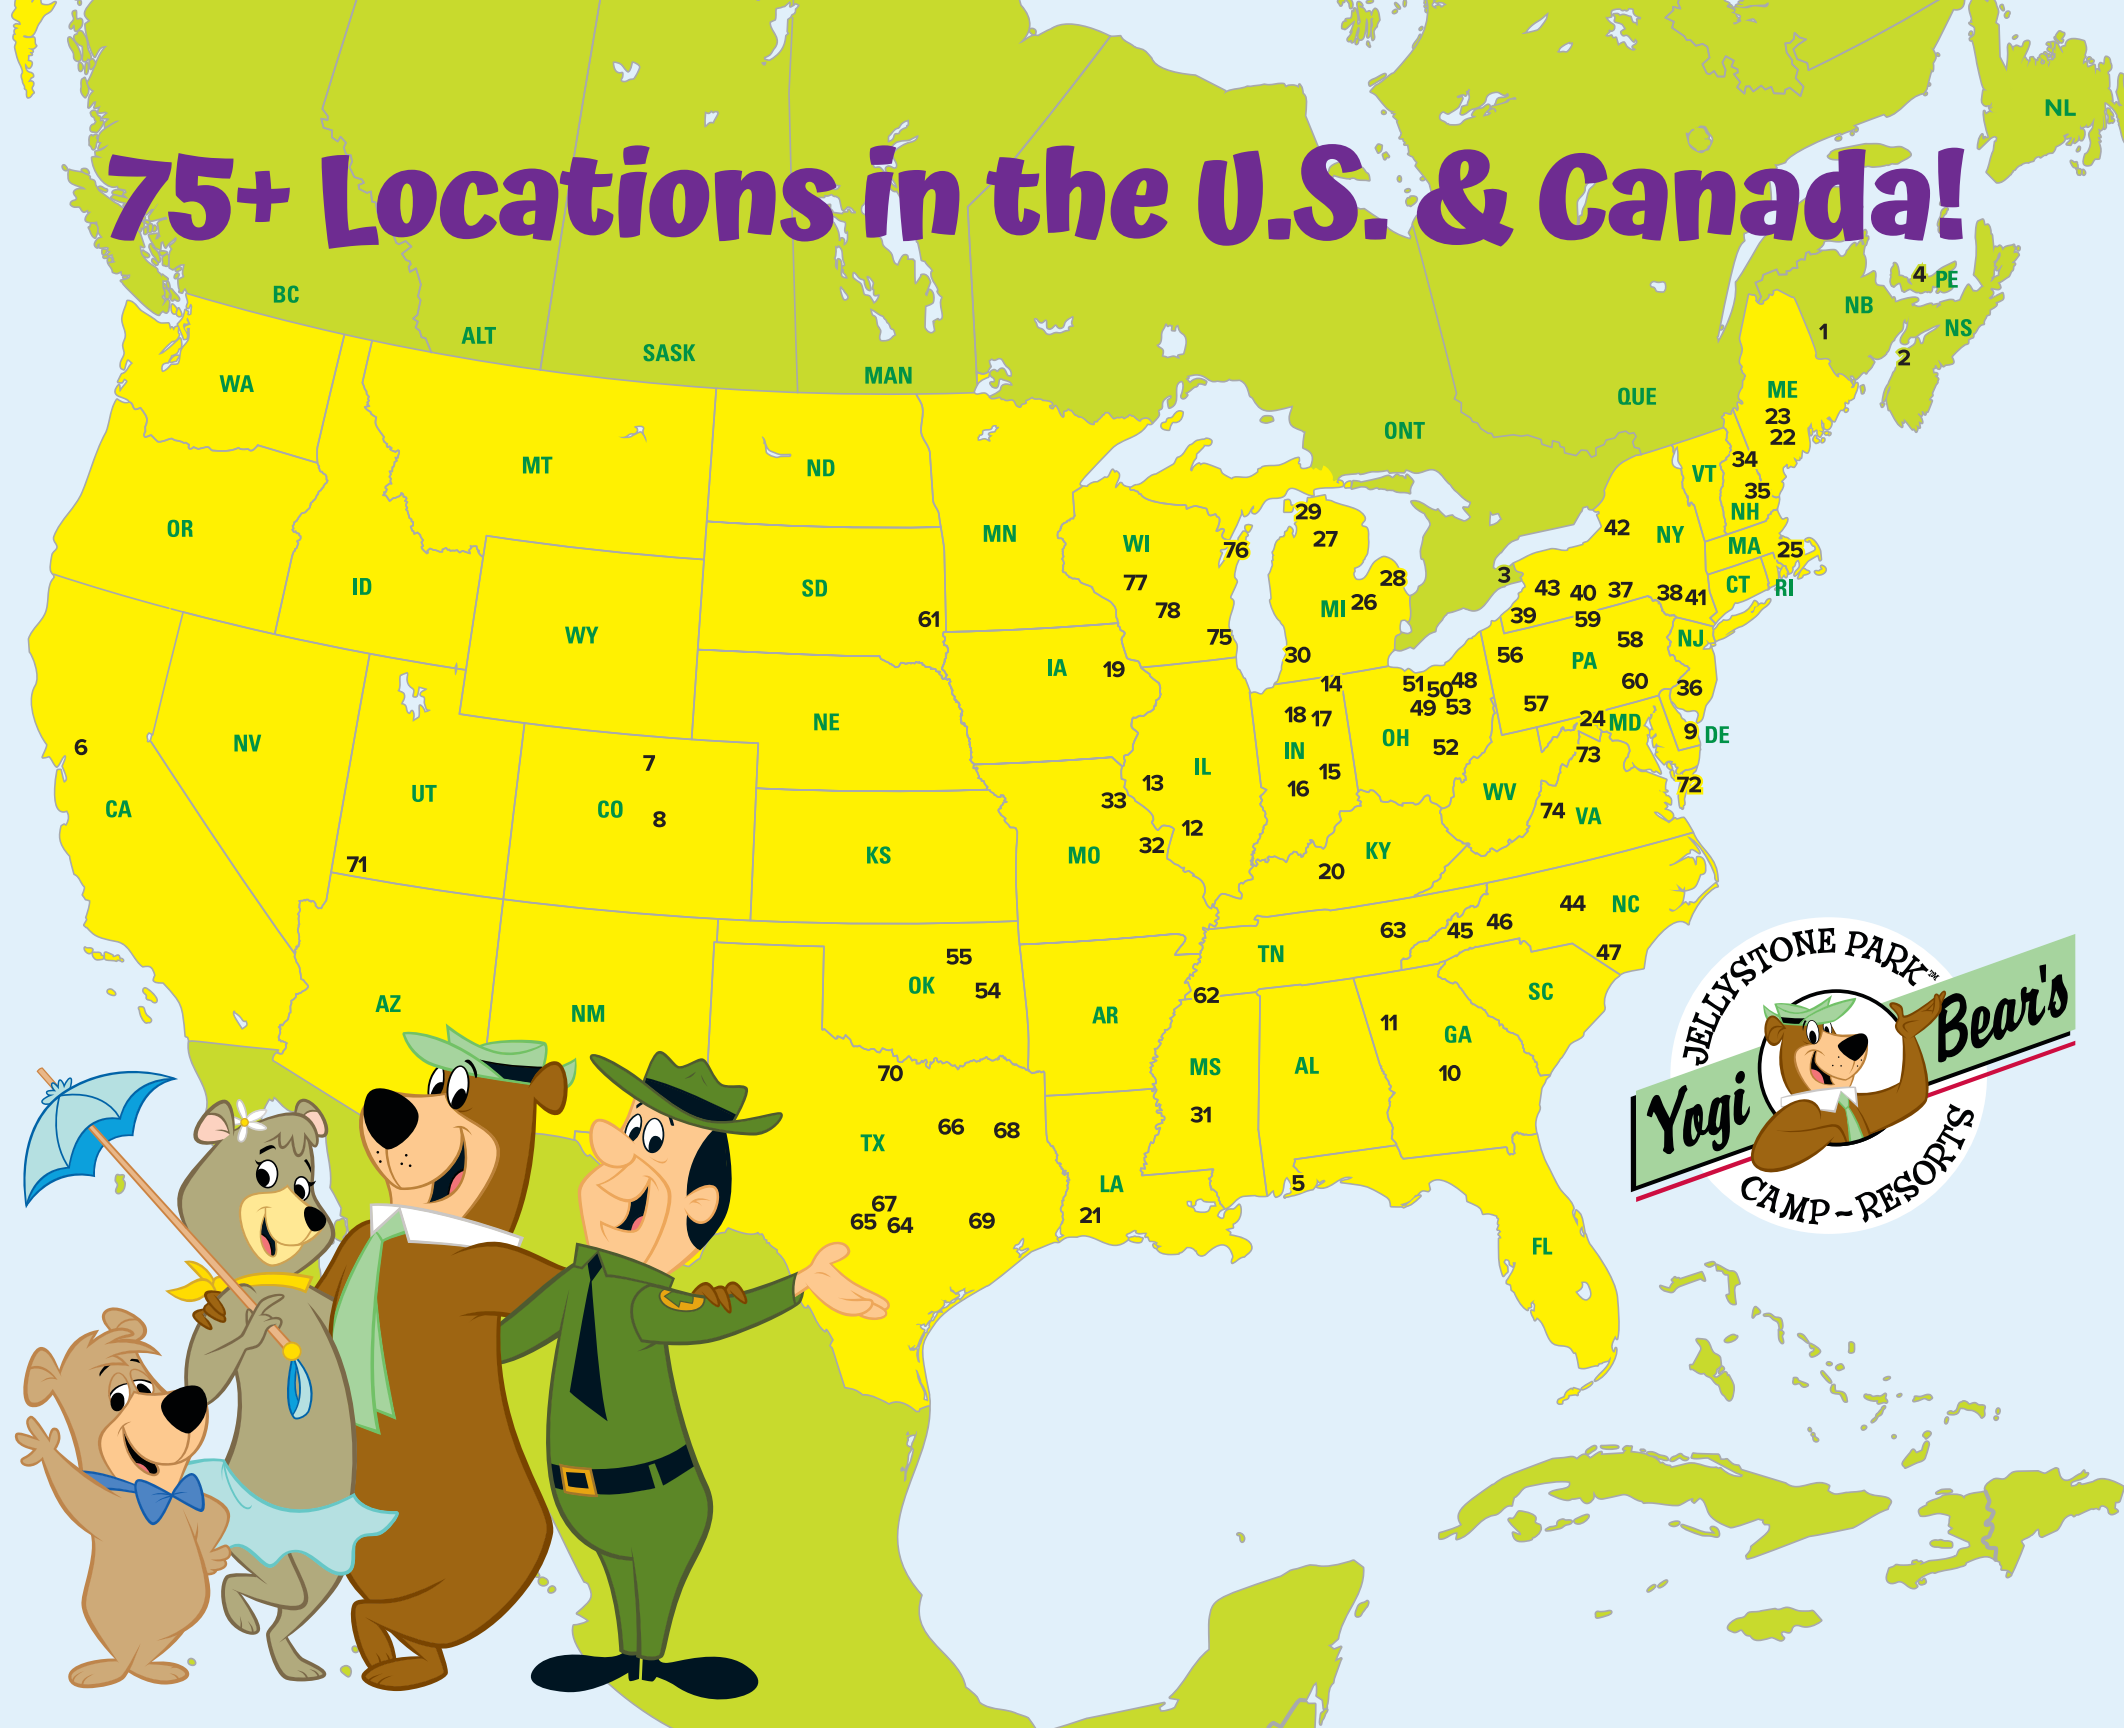 NL
75+ Locations in the U.S. & Canada!
4 PE
BC
NB
1
NS
ALT
SASK
2
MAN
WA
ME
QUE
23
ONT
22
MT
ND
34
VT
35
29
NH
OR
42
NY
MN
WI
27
76
MA 25
3
28
ID
SD
77
43 40 37 38 41
CT RI
MI 26
78
61
39
59
WY
75
58
NJ
30
56
PA
IA 19
14
51 50 48
60
36
49 53
57
18 17
NE
24 MD
9 DE
OH
52
6
NV
IN
73
7
IL
15
13
16
72
UT
WV
33
74 VA
CA
CO
8
12
32
KS
MO
KY
71
20
44 NC
63
45 46
55
TN
47
OK
54
62
SC
AZ
NM
AR
11
GA
JELLYSTONE PARK™
Yogi Bear's
CAMP~RESORTS
MS
AL
70
10
31
66 68
TX
LA
5
67
65 64
69
21
FL